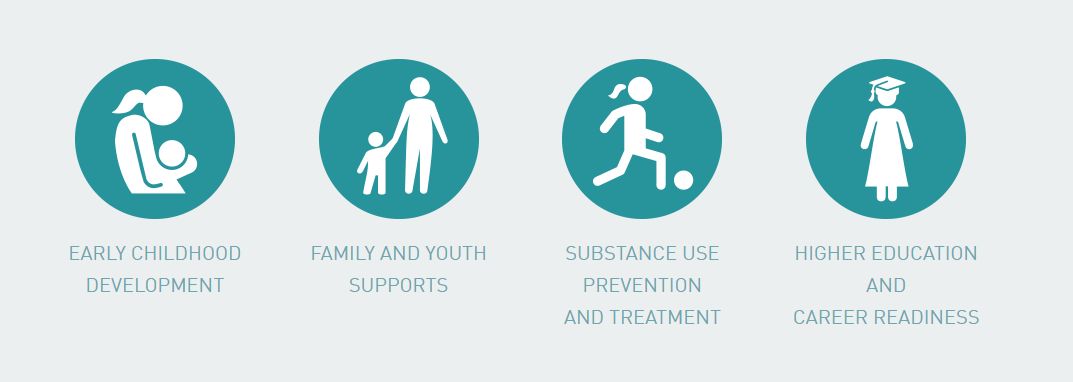 EARLY CHILDHOOD
DEVELOPMENT
FAMILY AND YOUTH
SUPPORTS
SUBSTANCE USE
PREVENTION
AND TREATMENT
HIGHER EDUCATION
AND
CAREER READINESS